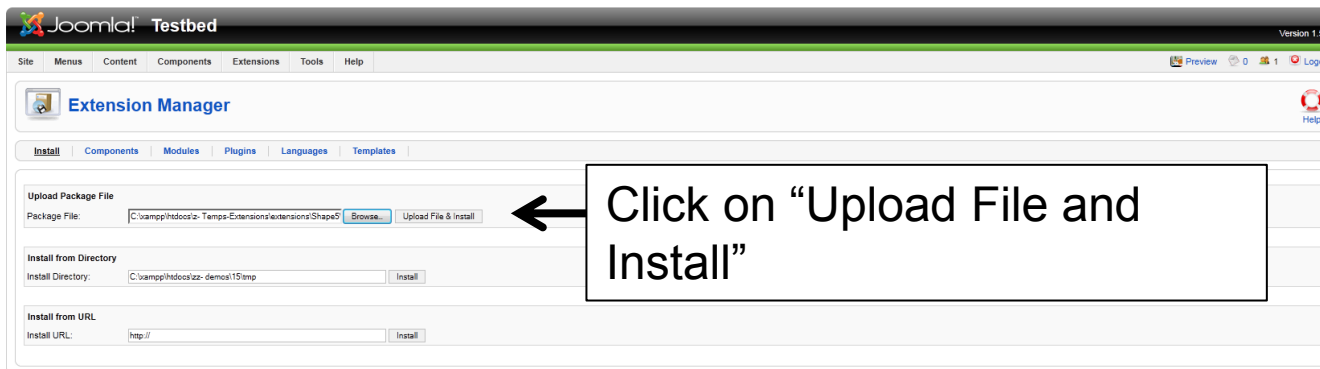 Joomla! Testbed
Version 1.
Site Menus Content Components Extensions Tools Help Preview 0 1 Log
Extension Manager
Help
Install Components Modules Plugins Languages Templates
Upload Package File
Package File: C:\xampp\htdocs\z- Temps-Extensions\extensions\Shape5 Browse... Upload File & Install
Click on “Upload File and
Install”
Install from Directory
Install Directory: C:\xampp\htdocs\zz- demos\15\tmp Install
Install from URL
Install URL: http:// Install